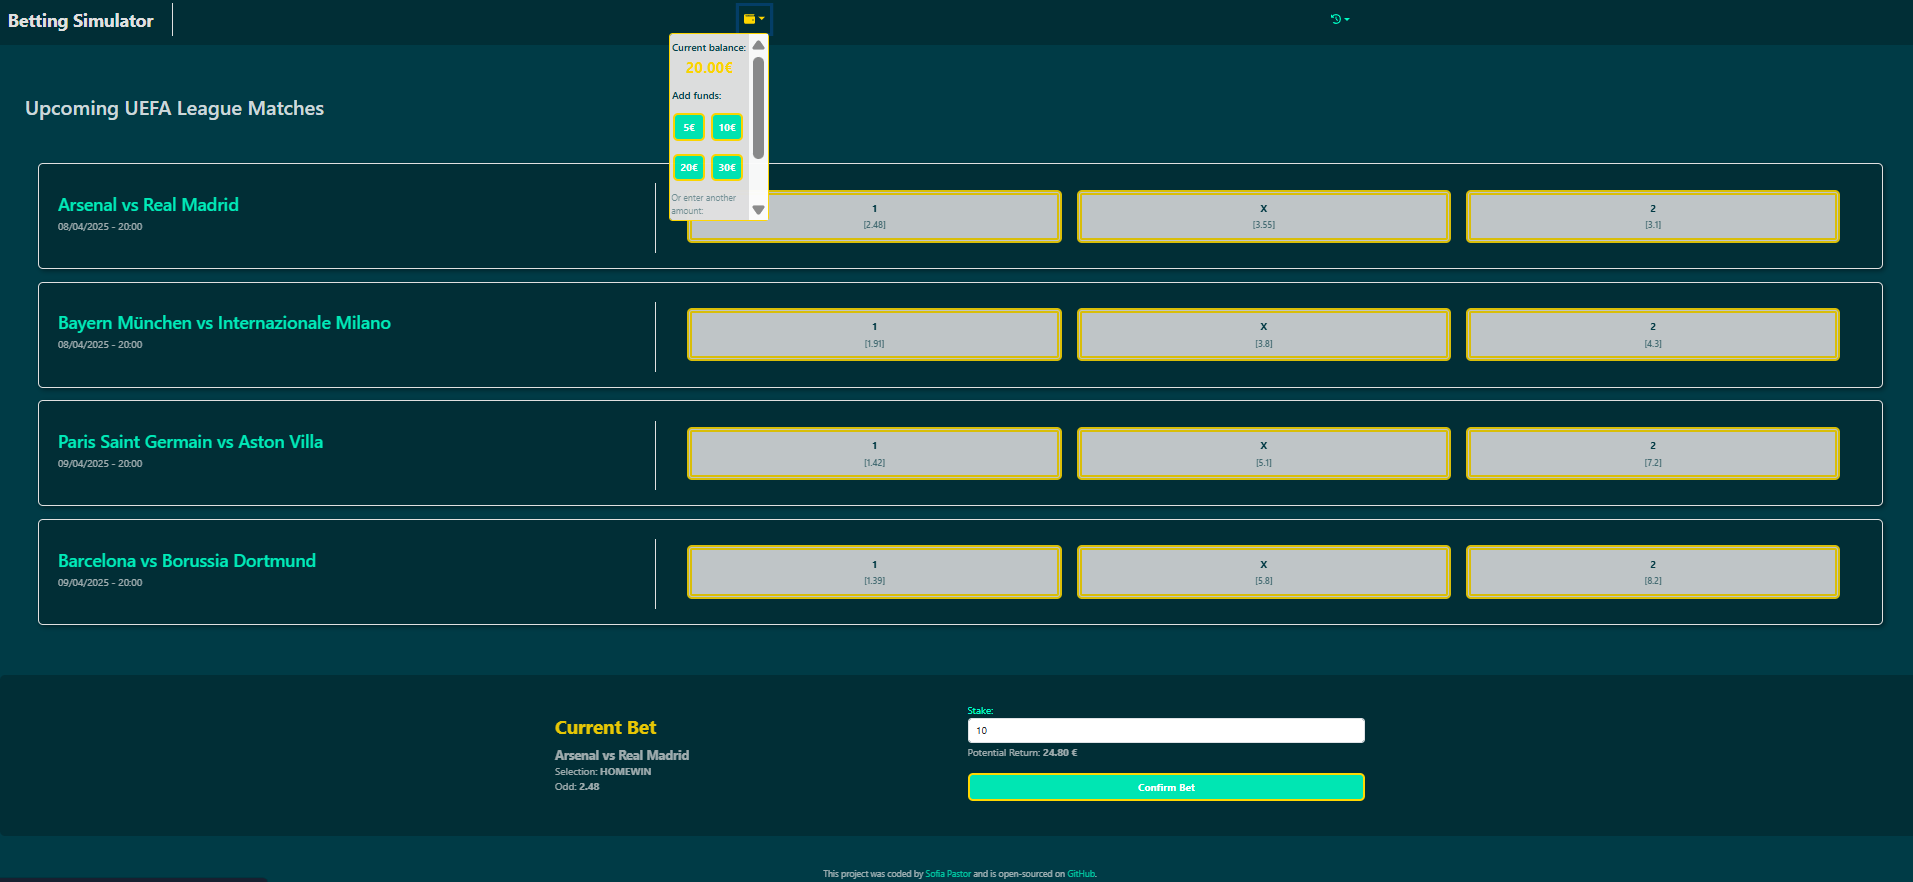 Betting Simulator
Current balance:
20.00€
Add funds:
5€ 10€
20€ 30€
Or enter another
amount:
Upcoming UEFA League Matches
Arsenal vs Real Madrid
08/04/2025 - 20:00
1 X 2
[2.48] [3.55] [3.1]
Bayern München vs Internazionale Milano
08/04/2025 - 20:00
1 X 2
[1.91] [3.8] [4.3]
Paris Saint Germain vs Aston Villa
09/04/2025 - 20:00
1 X 2
[1.42] [5.1] [7.2]
Barcelona vs Borussia Dortmund
09/04/2025 - 20:00
1 X 2
[1.39] [5.8] [8.2]
Current Bet
Arsenal vs Real Madrid
Selection: HOMEWIN
Odd: 2.48
Stake:
10
Potential Return: 24.80 €
Confirm Bet
This project was coded by Sofia Pastor and is open-sourced on GitHub.